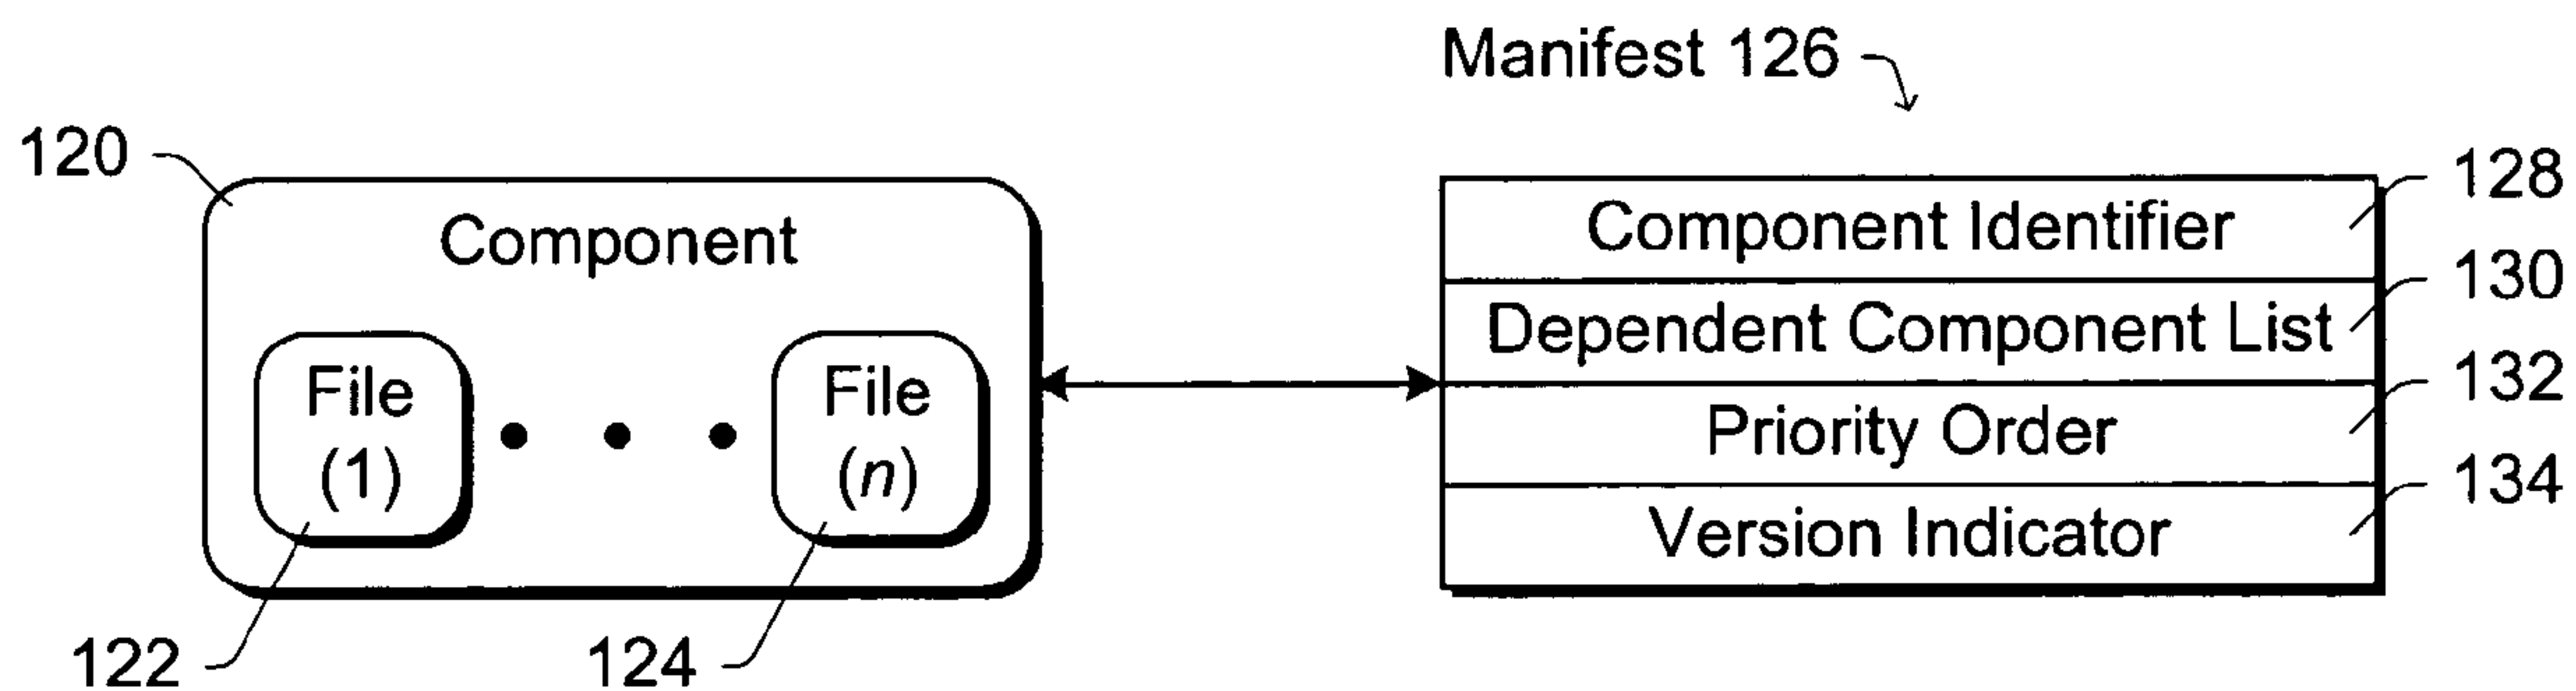 Manifest 126
120
128
Component
Component Identifier
130
Dependent Component List
132
File
(1)
File
(n)
Priority Order
134
Version Indicator
122
124